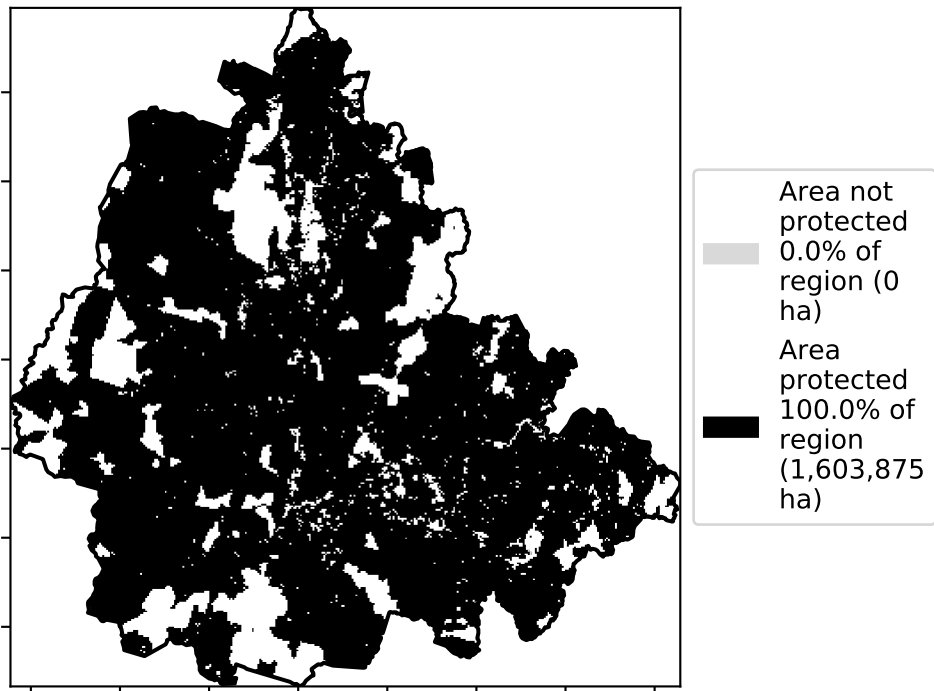 Area not
protected
0.0% of
region (0
ha)
Area
protected
100.0% of
region
(1,603,875
ha)